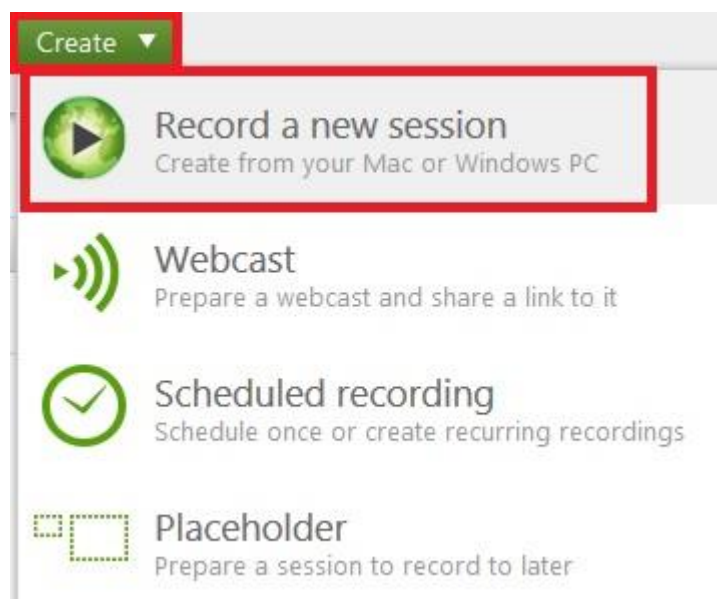 Create
Record a new session
Create from your Mac or Windows PC
Webcast
Prepare a webcast and share a link to it
Scheduled recording
Schedule once or create recurring recordings
Placeholder
Prepare a session to record to later